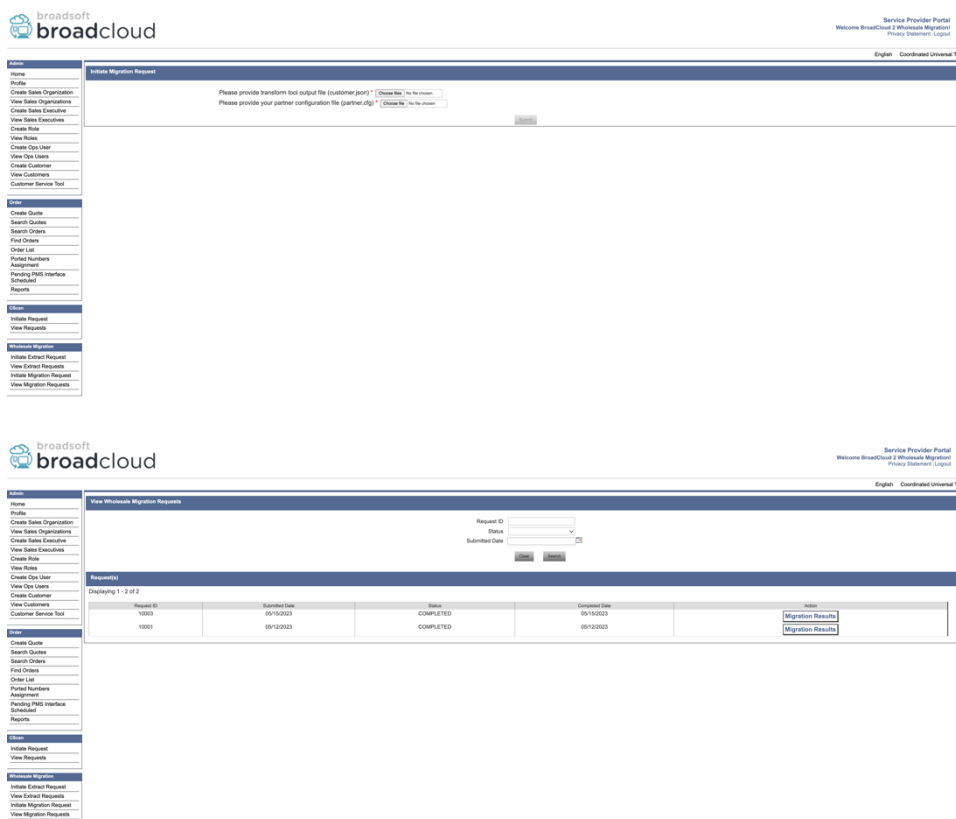 broadsoft
broadcloud
Service Provider Portal
Welcome BroadCloud 2 Wholesale Migration!
Privacy Statement | Logout
English Coordinated Universal T
Admin
Home
Profile
Create Sales Organization
View Sales Organizations
Create Sales Executive
View Sales Executives
Create Role
View Roles
Create Ops User
View Ops Users
Create Customer
View Customers
Customer Service Tool
Order
Create Quote
Search Quotes
Search Orders
Find Orders
Order List
Ported Numbers
Assignment
Pending PMS Interface
Scheduled
Reports
CScan
Initiate Request
View Requests
Wholesale Migration
Initiate Extract Request
View Extract Requests
Initiate Migration Request
View Migration Requests
Initiate Migration Request
Please provide transform tool output file (customer.json) * Choose files No file chosen
Please provide your partner configuration file (partner.cfg) * Choose file No file chosen
Submit
broadsoft
broadcloud
Service Provider Portal
Welcome BroadCloud 2 Wholesale Migration!
Privacy Statement | Logout
English Coordinated Universal T
Admin
Home
Profile
Create Sales Organization
View Sales Organizations
Create Sales Executive
View Sales Executives
Create Role
View Roles
Create Ops User
View Ops Users
Create Customer
View Customers
Customer Service Tool
Order
Create Quote
Search Quotes
Search Orders
Find Orders
Order List
Ported Numbers
Assignment
Pending PMS Interface
Scheduled
Reports
CScan
Initiate Request
View Requests
Wholesale Migration
Initiate Extract Request
View Extract Requests
Initiate Migration Request
View Migration Requests
View Wholesale Migration Requests
Request ID
Status
Submitted Date
Clear Search
Request(s)
Displaying 1 - 2 of 2
Request ID Submitted Date Status Completed Date Action
10003 05/15/2023 COMPLETED 05/15/2023 Migration Results
10001 05/12/2023 COMPLETED 05/12/2023 Migration Results